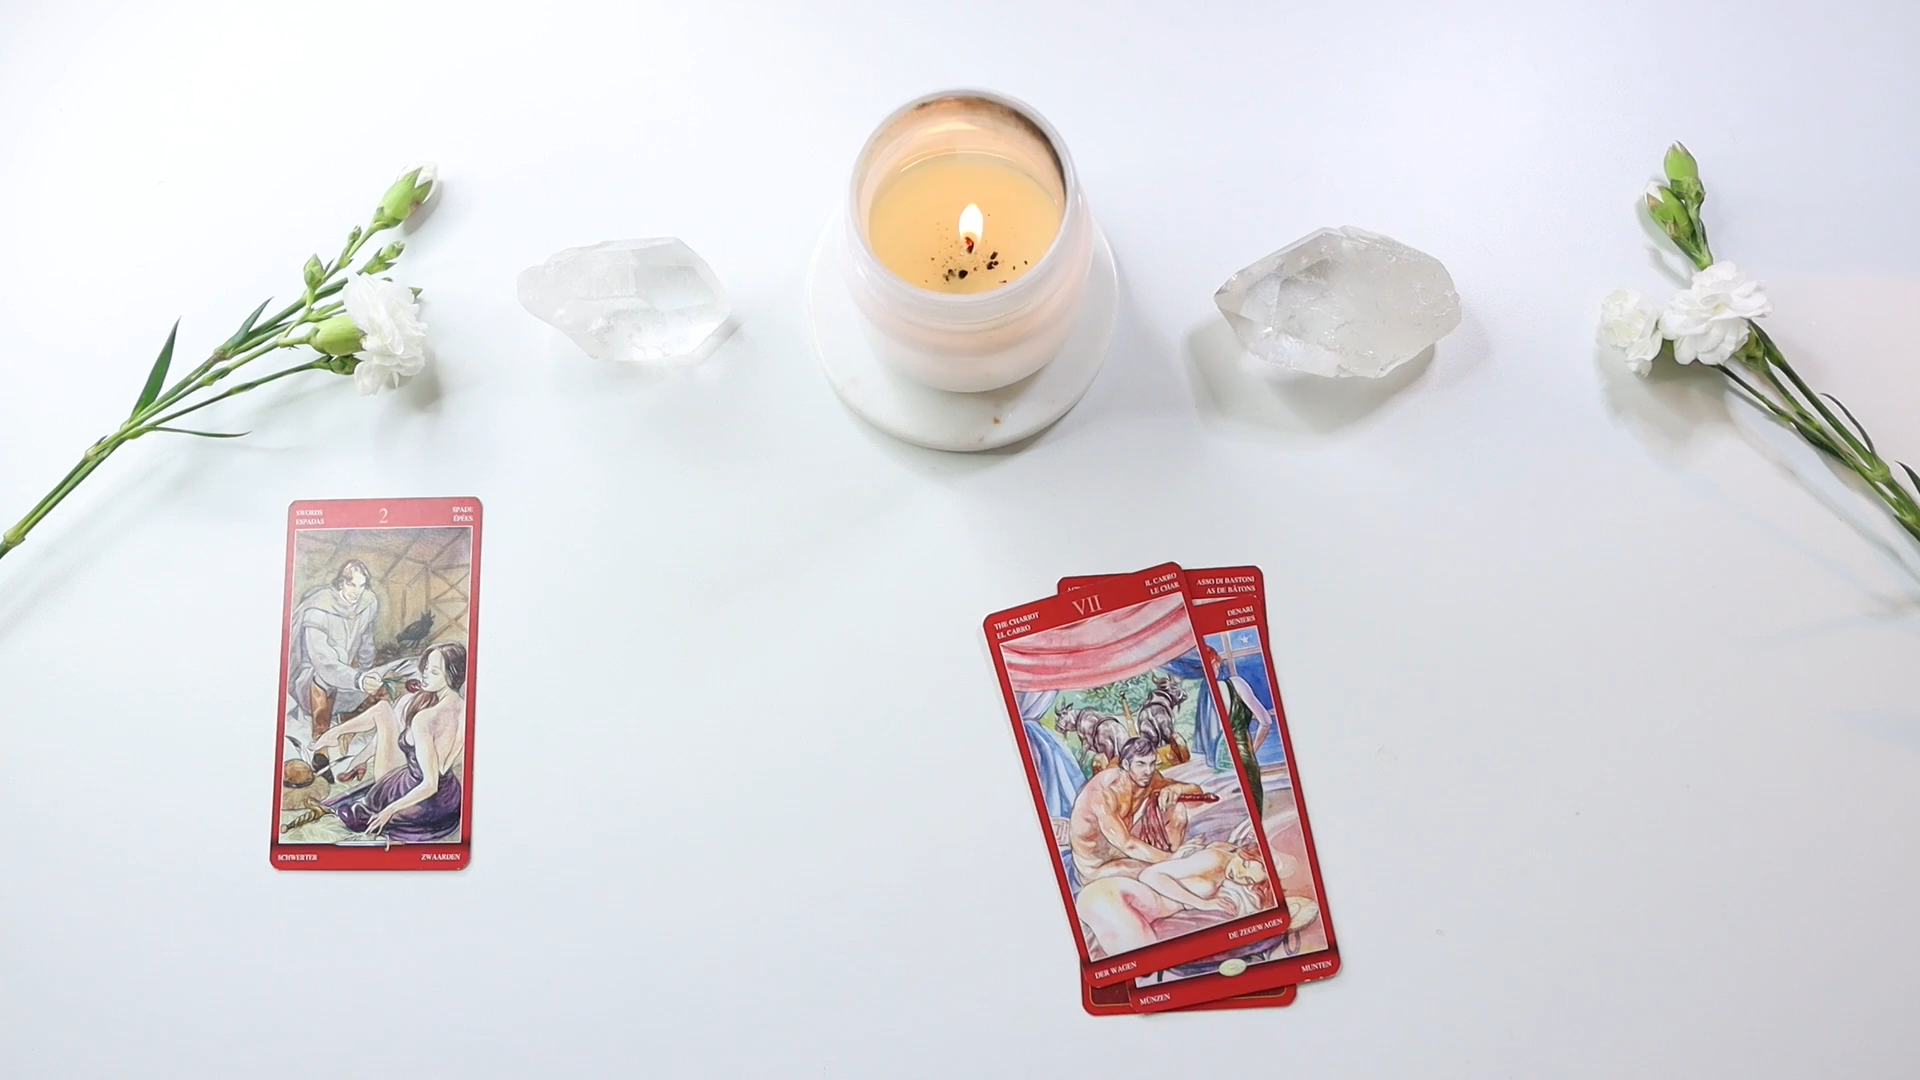 SWORDS
ESPADAS
2
SPADE
ÉPÉES
SCHWERTER
ZWAARDEN
THE CHARIOT
EL CARRO
VII
IL CARRO
LE CHAR
DER WAGEN
DE ZEGEWAGEN
ASSO DI BASTONI
AS DE BÂTONS
DENARI
DENIERS
MÜNZEN
MUNTEN